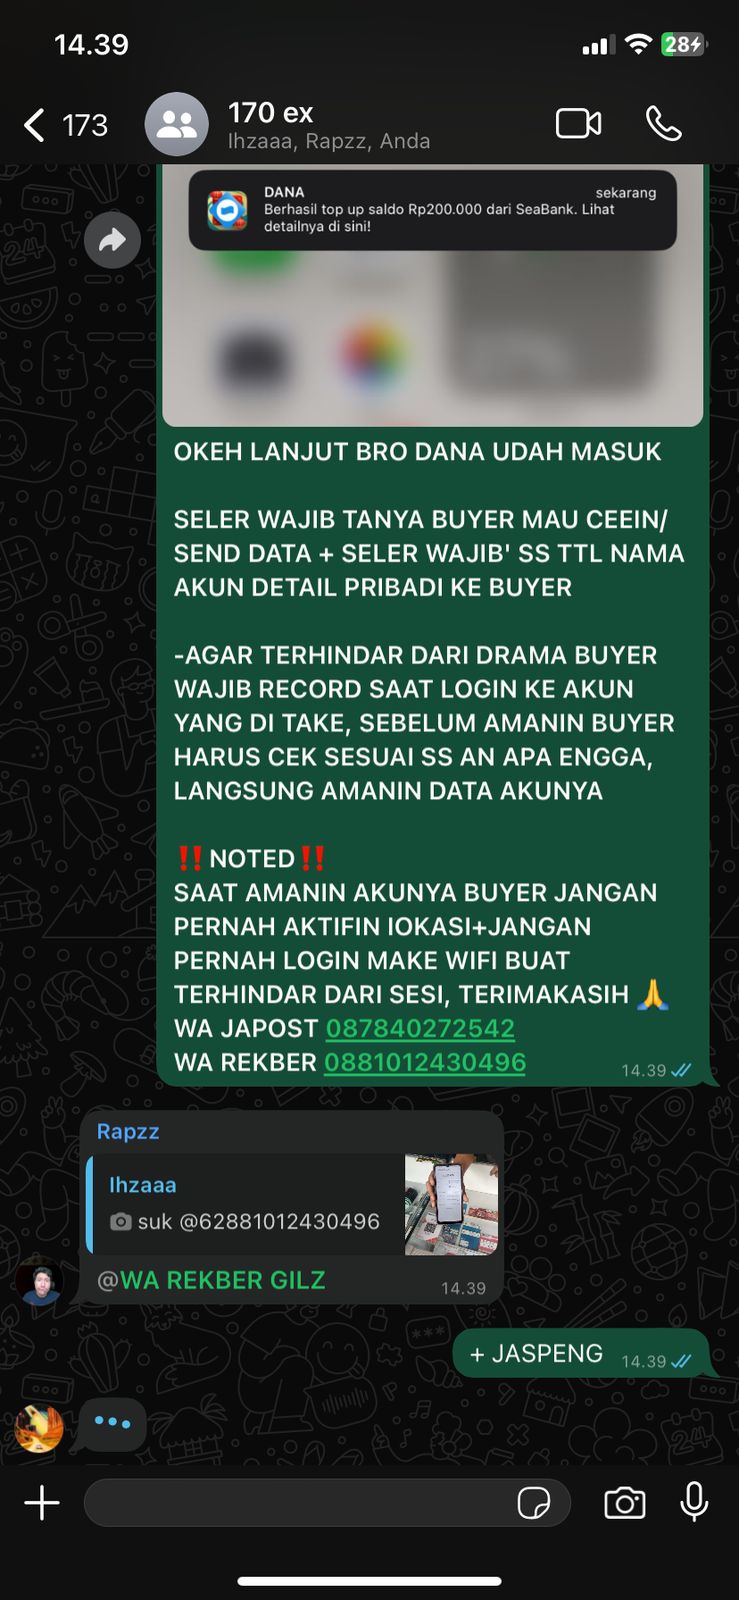 14.39
28
173
170 ex
Ihzaaa, Rapzz, Anda
DANA
sekarang
Berhasil top up saldo Rp200.000 dari SeaBank. Lihat
detailnya di sini!
OKEH LANJUT BRO DANA UDAH MASUK
SELER WAJIB TANYA BUYER MAU CEEIN/
SEND DATA + SELER WAJIB' SS TTL NAMA
AKUN DETAIL PRIBADI KE BUYER
-AGAR TERHINDAR DARI DRAMA BUYER
WAJIB RECORD SAAT LOGIN KE AKUN
YANG DI TAKE, SEBELUM AMANIN BUYER
HARUS CEK SESUAI SS AN APA ENGGA,
LANGSUNG AMANIN DATA AKUNYA
‼️NOTED‼️
SAAT AMANIN AKUNYA BUYER JANGAN
PERNAH AKTIFIN lOKASI+JANGAN
PERNAH LOGIN MAKE WIFI BUAT
TERHINDAR DARI SESI, TERIMAKASIH 🙏
WA JAPOST 087840272542
WA REKBER 0881012430496
14.39
Rapzz
Ihzaaa
suk @62881012430496
@WA REKBER GILZ
14.39
+ JASPENG
14.39